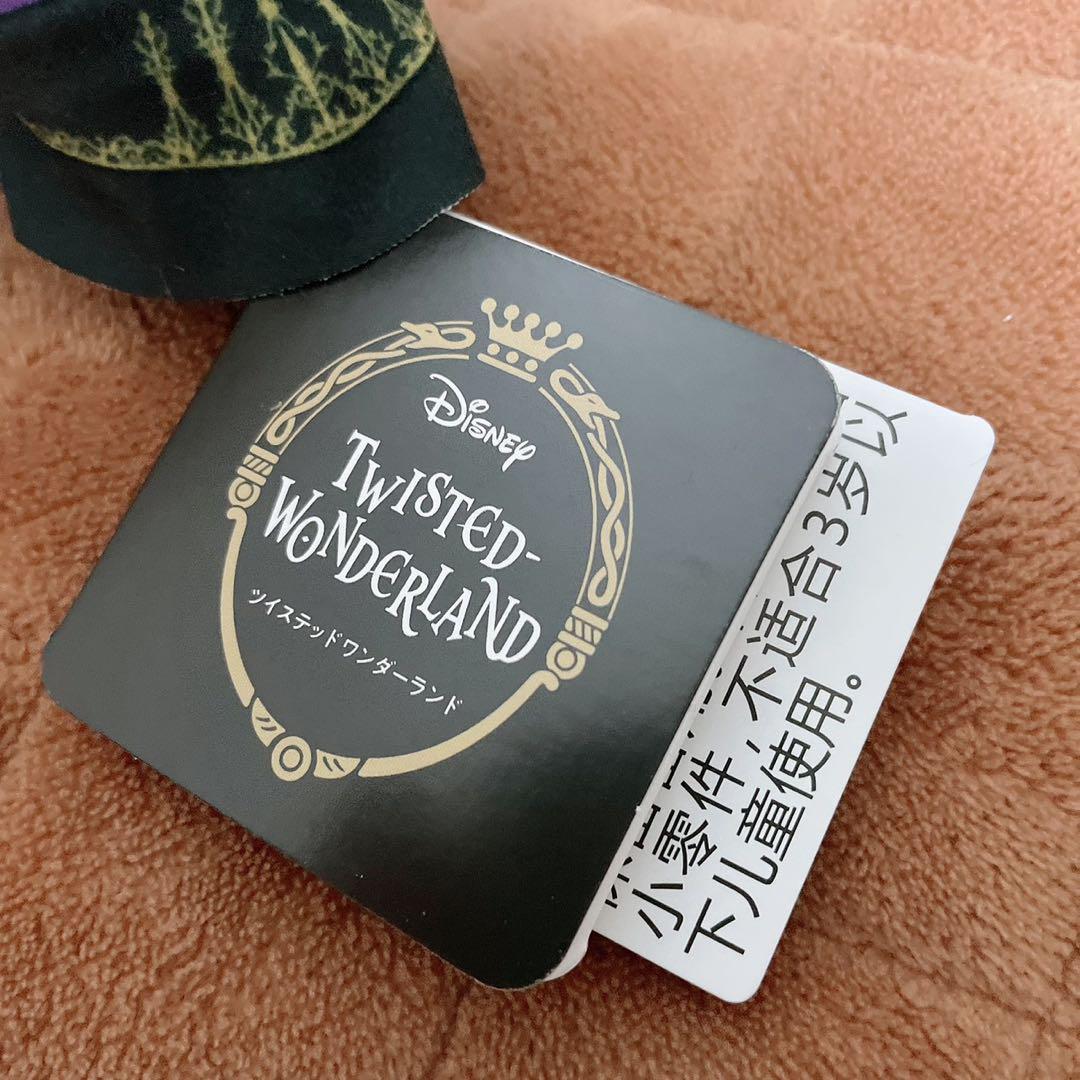 Disney
TWISTED-
WONDERLAND
ツイステッドワンダーランド
小零件,不适合3岁以
下儿童使用。